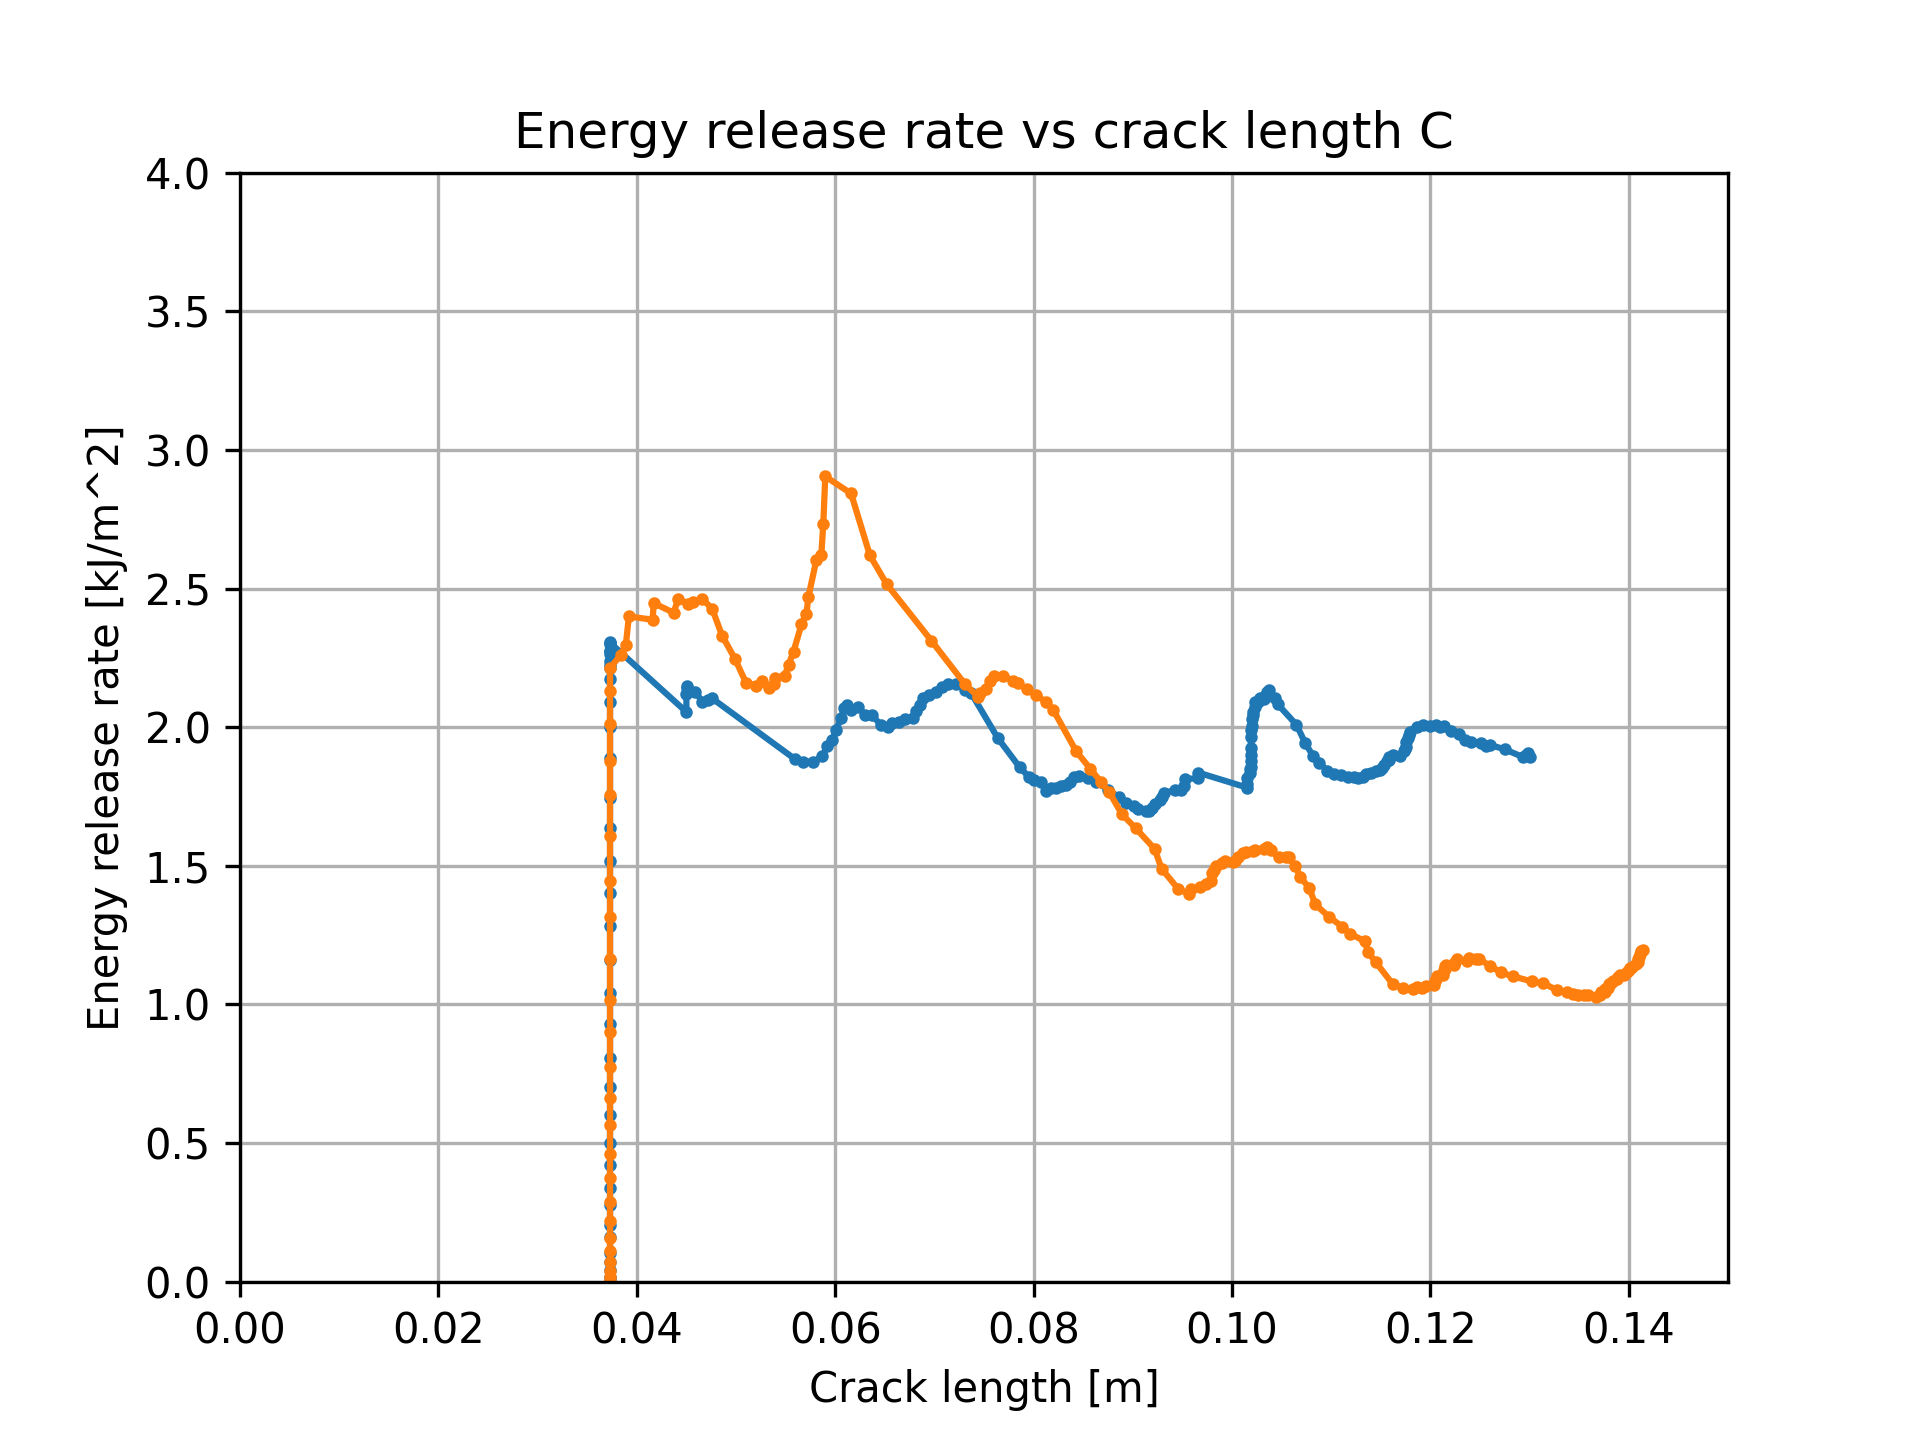 Energy release rate vs crack length C
4.0
3.5
3.0
2.5
2.0
1.5
1.0
0.5
0.0
Energy release rate [kJ/m^2]
0.00 0.02 0.04 0.06 0.08 0.10 0.12 0.14
Crack length [m]